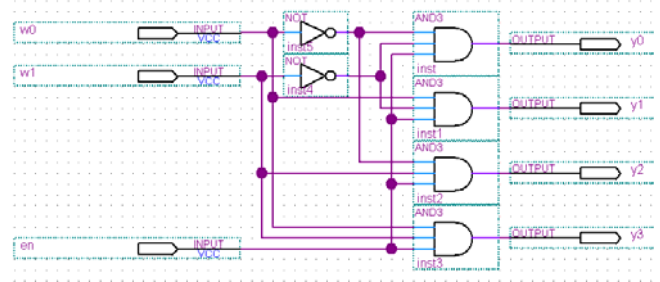 w0 INPUT VCC NOT inst5 AND3 inst OUTPUT y0
w1 INPUT VCC NOT inst4 AND3 inst1 OUTPUT y1
AND3 inst2 OUTPUT y2
en INPUT VCC AND3 inst3 OUTPUT y3